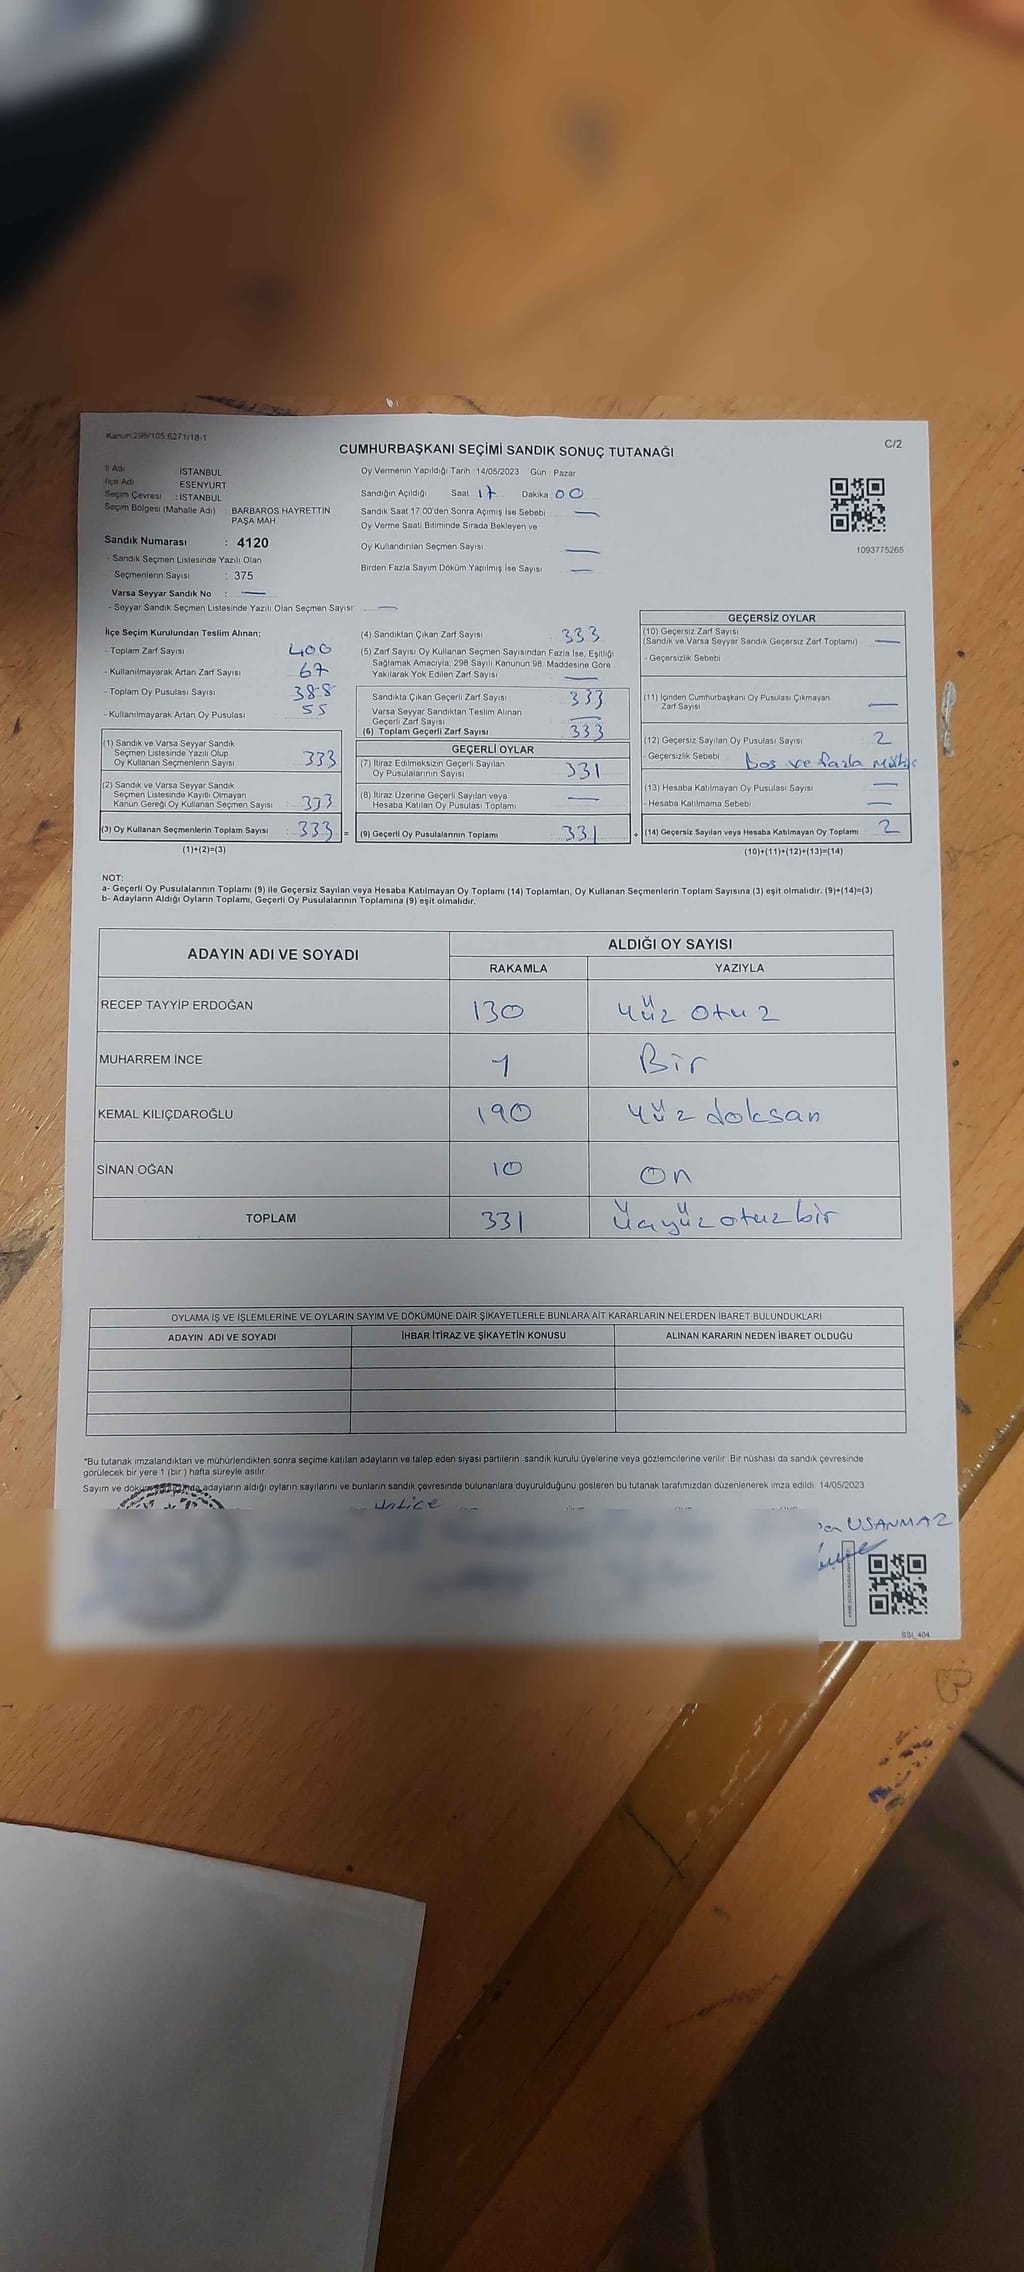 Kanun:298/105,6271/18-1
C/2
CUMHURBAŞKANI SEÇİMİ SANDIK SONUÇ TUTANAĞI
İl Adı İSTANBUL
İlçe Adı ESENYURT
Seçim Çevresi : İSTANBUL
Seçim Bölgesi (Mahalle Adı) BARBAROS HAYRETTİN
PAŞA MAH
Sandık Numarası : 4120
- Sandık Seçmen Listesinde Yazılı Olan
Seçmenlerin Sayısı : 375
Varsa Seyyar Sandık No : —
- Seyyar Sandık Seçmen Listesinde Yazılı Olan Seçmen Sayısı —
Oy Vermenin Yapıldığı Tarih : 14/05/2023 Gün : Pazar
Sandığın Açıldığı Saat 17 Dakika 00
Sandık Saat 17.00'den Sonra Açımış İse Sebebi —
Oy Verme Saati Bitiminde Sırada Bekleyen ve
Oy Kullandırılan Seçmen Sayısı —
Birden Fazla Sayım Döküm Yapılmış İse Sayısı —
1093775265
İlçe Seçim Kurulundan Teslim Alınan;
- Toplam Zarf Sayısı 400
- Kullanılmayarak Artan Zarf Sayısı 67
- Toplam Oy Pusulası Sayısı 388
- Kullanılmayarak Artan Oy Pusulası 55
(1) Sandık ve Varsa Seyyar Sandık
Seçmen Listesinde Yazılı Olup
Oy Kullanan Seçmenlerin Sayısı 333
(2) Sandık ve Varsa Seyyar Sandık
Seçmen Listesinde Kayıtlı Olmayan
Kanun Gereği Oy Kullanan Seçmen Sayısı 333
(3) Oy Kullanan Seçmenlerin Toplam Sayısı : 333 =
(1)+(2)=(3)
(4) Sandıktan Çıkan Zarf Sayısı 333
(5) Zarf Sayısı Oy Kullanan Seçmen Sayısından Fazla İse, Eşitliği
Sağlamak Amacıyla, 298 Sayılı Kanunun 98. Maddesine Göre
Yakılarak Yok Edilen Zarf Sayısı —
Sandıkta Çıkan Geçerli Zarf Sayısı 333
Varsa Seyyar Sandıktan Teslim Alınan
Geçerli Zarf Sayısı —
(6) Toplam Geçerli Zarf Sayısı 333
GEÇERLİ OYLAR
(7) İtiraz Edilmeksizin Geçerli Sayılan
Oy Pusulalarının Sayısı 331
(8) İtiraz Üzerine Geçerli Sayılan veya
Hesaba Katılan Oy Pusulası Toplamı —
(9) Geçerli Oy Pusulalarının Toplamı 331 +
GEÇERSİZ OYLAR
(10) Geçersiz Zarf Sayısı
(Sandık ve Varsa Seyyar Sandık Geçersiz Zarf Toplamı) —
- Geçersizlik Sebebi
(11) İçinden Cumhurbaşkanı Oy Pusulası Çıkmayan
Zarf Sayısı —
(12) Geçersiz Sayılan Oy Pusulası Sayısı 2
- Geçersizlik Sebebi boş ve fazla
(13) Hesaba Katılmayan Oy Pusulası Sayısı —
- Hesaba Katılmama Sebebi —
(14) Geçersiz Sayılan veya Hesaba Katılmayan Oy Toplamı 2
(10)+(11)+(12)+(13)=(14)
NOT:
a- Geçerli Oy Pusulalarının Toplamı (9) ile Geçersiz Sayılan veya Hesaba Katılmayan Oy Toplamı (14) Toplamları, Oy Kullanan Seçmenlerin Toplam Sayısına (3) eşit olmalıdır. (9)+(14)=(3)
b- Adayların Aldığı Oyların Toplamı, Geçerli Oy Pusulalarının Toplamına (9) eşit olmalıdır.
ADAYIN ADI VE SOYADI ALDIĞI OY SAYISI
RAKAMLA YAZIYLA
RECEP TAYYİP ERDOĞAN 130 yüz otuz
MUHARREM İNCE 1 Bir
KEMAL KILIÇDAROĞLU 190 yüz doksan
SİNAN OĞAN 10 on
TOPLAM 331 üçyüzotuzbir
OYLAMA İŞ VE İŞLEMLERİNE VE OYLARIN SAYIM VE DÖKÜMÜNE DAİR ŞİKAYETLERLE BUNLARA AİT KARARLARIN NELERDEN İBARET BULUNDUKLARI
ADAYIN ADI VE SOYADI İHBAR İTİRAZ VE ŞİKAYETİN KONUSU ALINAN KARARIN NEDEN İBARET OLDUĞU
*Bu tutanak imzalandıktan ve mühürlendikten sonra seçime katılan adayların ve talep eden siyasi partilerin sandık kurulu üyelerine veya gözlemcilerine verilir. Bir nüshası da sandık çevresinde
görülecek bir yere 1 (bir ) hafta süreyle asılır.
Sayım ve adayların aldığı oyların sayılarını ve bunların sandık çevresinde bulunanlara duyurulduğunu gösteren bu tutanak tarafımızdan düzenlenerek imza edildi. 14/05/2023
Hatice
USANMAZ
SSI_404